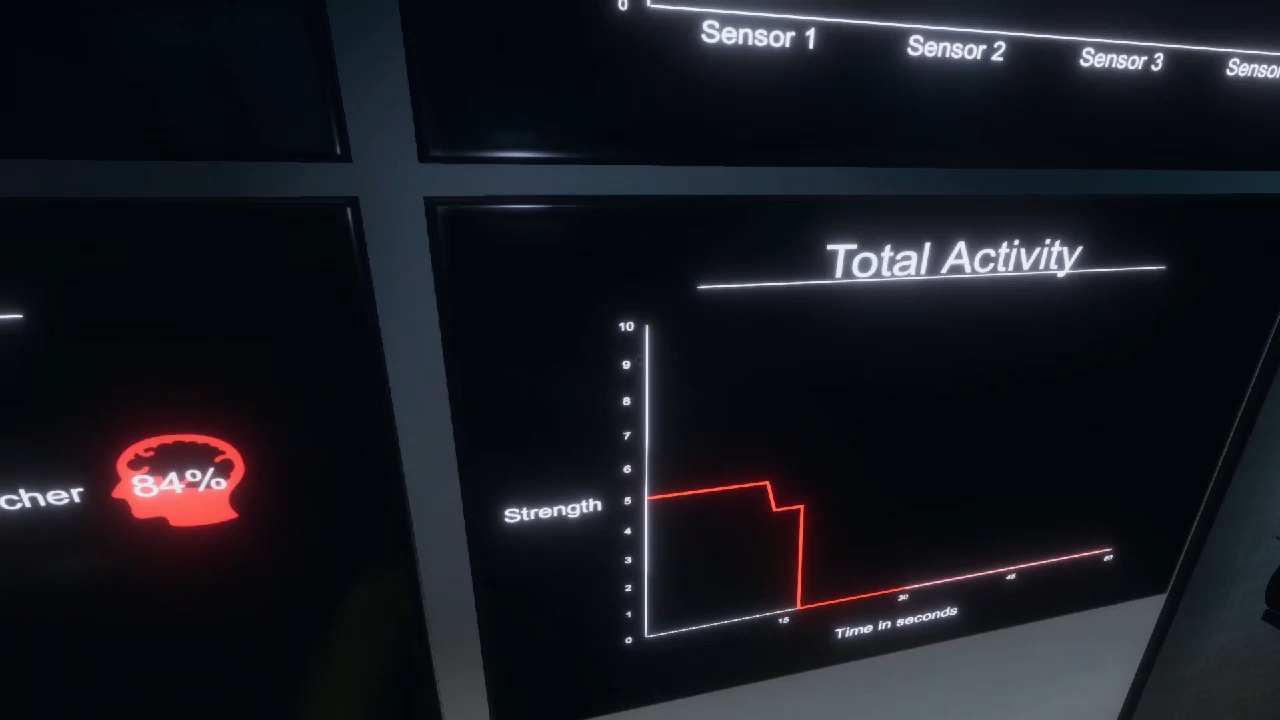 0
Sensor 1 Sensor 2 Sensor 3 Sensor
Total Activity
10
9
8
7
6
5
4
3
2
1
0
Strength
15 30 45 60
Time in seconds
cher 84%